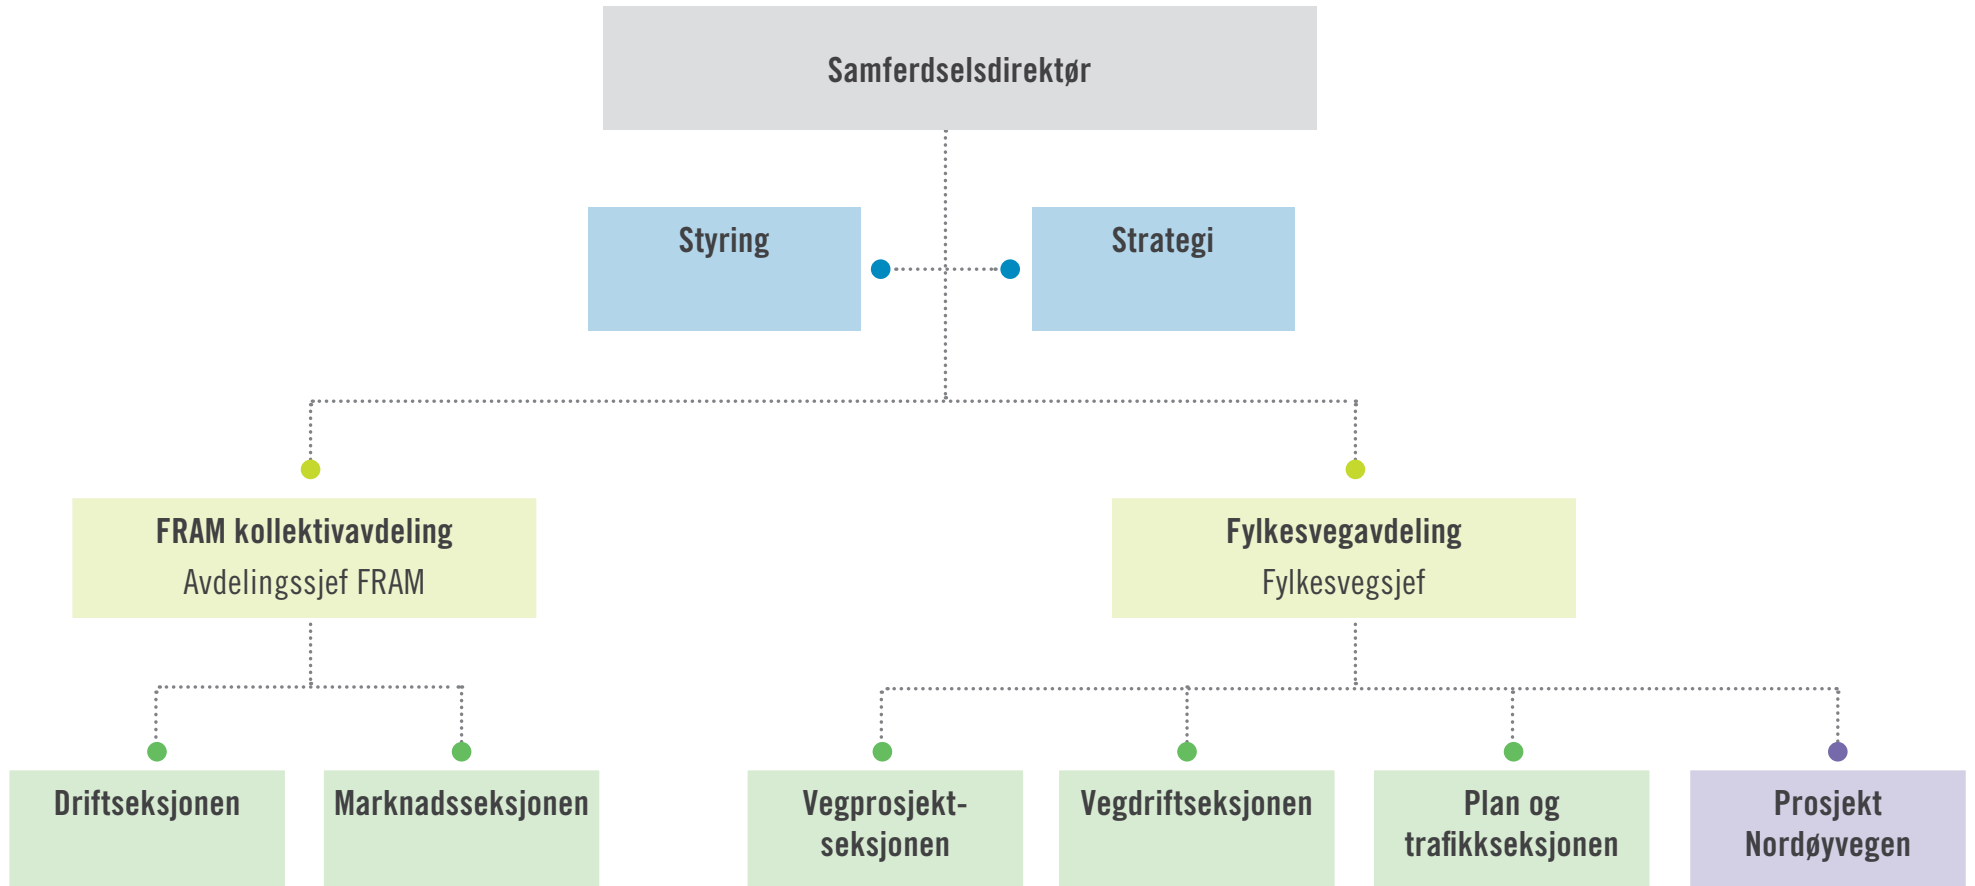 Samferdselsdirektør
Styring
Strategi
FRAM kollektivavdeling
Avdelingssjef FRAM
Fylkesvegavdeling
Fylkesvegsjef
Driftseksjonen
Marknadsseksjonen
Vegprosjekt-
seksjonen
Vegdriftseksjonen
Plan og
trafikkseksjonen
Prosjekt
Nordøyvegen